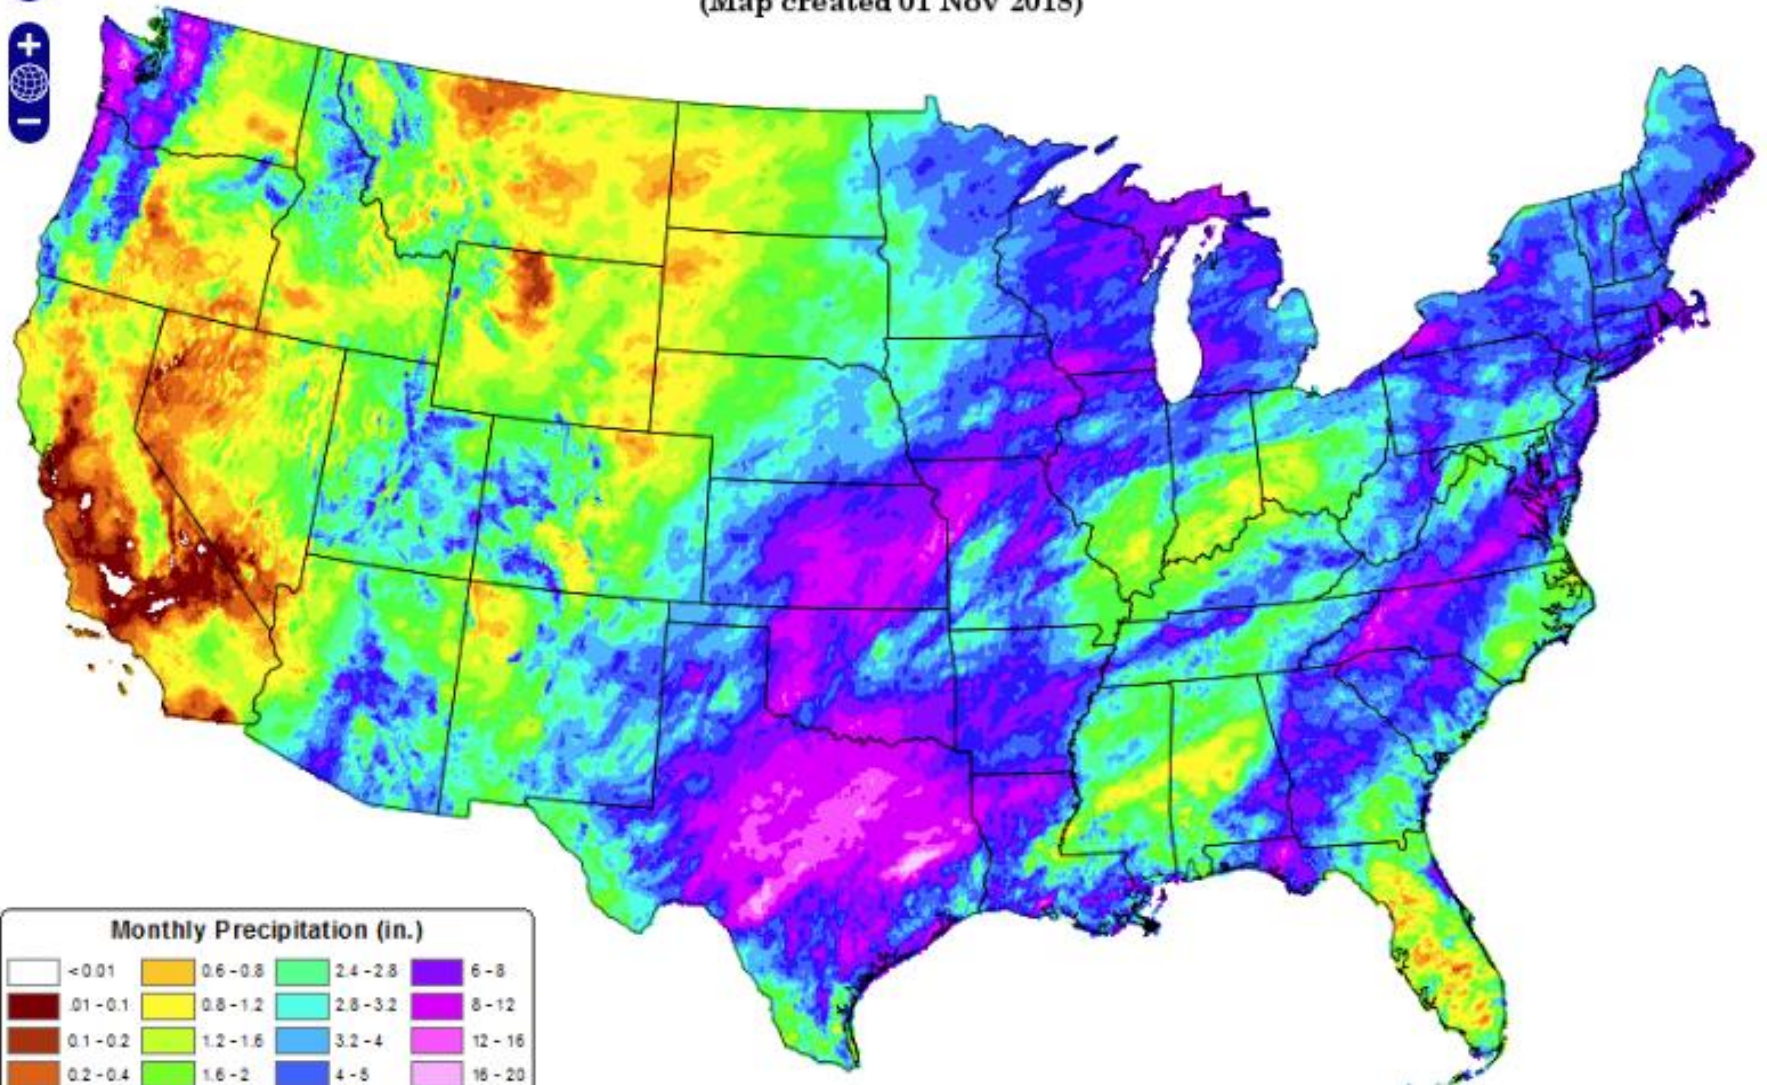 (Map created 01 Nov 2018)
+
−
Monthly Precipitation (in.)
< 0.01 0.6 - 0.8 2.4 - 2.8 6 - 8
.01 - 0.1 0.8 - 1.2 2.8 - 3.2 8 - 12
0.1 - 0.2 1.2 - 1.6 3.2 - 4 12 - 16
0.2 - 0.4 1.6 - 2 4 - 5 16 - 20